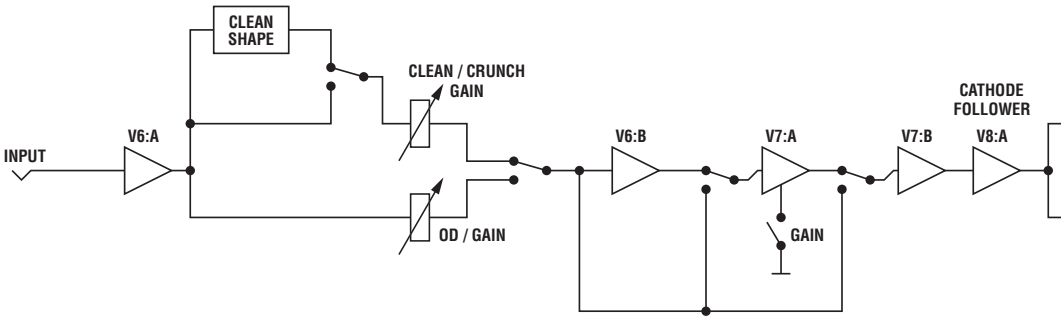 CLEAN
SHAPE
CLEAN / CRUNCH
GAIN
CATHODE
FOLLOWER
INPUT
V6:A
V6:B
V7:A
V7:B
V8:A
OD / GAIN
GAIN